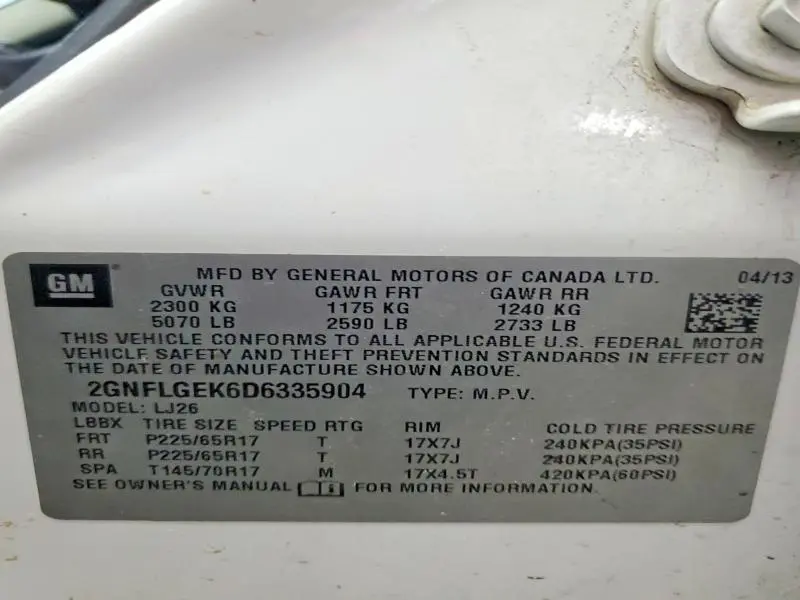 GM MFD BY GENERAL MOTORS OF CANADA LTD. 04/13
GVWR GAWR FRT GAWR RR
2300 KG 1175 KG 1240 KG
5070 LB 2590 LB 2733 LB
THIS VEHICLE CONFORMS TO ALL APPLICABLE U.S. FEDERAL MOTOR
VEHICLE SAFETY AND THEFT PREVENTION STANDARDS IN EFFECT ON
THE DATE OF MANUFACTURE SHOWN ABOVE.
2GNFLGEK6D6335904 TYPE: M.P.V.
MODEL: LJ26
LBBX TIRE SIZE SPEED RTG RIM COLD TIRE PRESSURE
FRT P225/65R17 T 17X7J 240KPA(35PSI)
RR P225/65R17 T 17X7J 240KPA(35PSI)
SPA T145/70R17 M 17X4.5T 420KPA(60PSI)
SEE OWNER'S MANUAL FOR MORE INFORMATION.